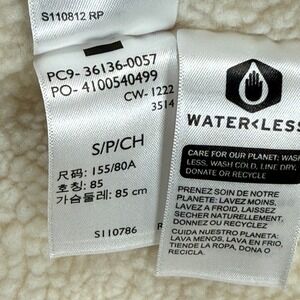 S110812 RP
PC9- 36136-0057
PO- 4100540499
CW-1222
3514
S/P/CH
尺码: 155/80A
호칭: 85
가슴둘레: 85 cm
S110786 R
WATER<LESS
CARE FOR OUR PLANET: WASH
LESS, WASH COLD, LINE DRY,
DONATE OR RECYCLE
PRENEZ SOIN DE NOTRE
PLANETE: LAVEZ MOINS,
LAVEZ A FROID, LAISSEZ
SECHER NATURELLEMENT,
DONNEZ OU RECYCLEZ
CUIDA NUESTRO PLANETA:
LAVA MENOS, LAVA EN FRIO,
TIENDE LA ROPA, DONA O
RECICLA.